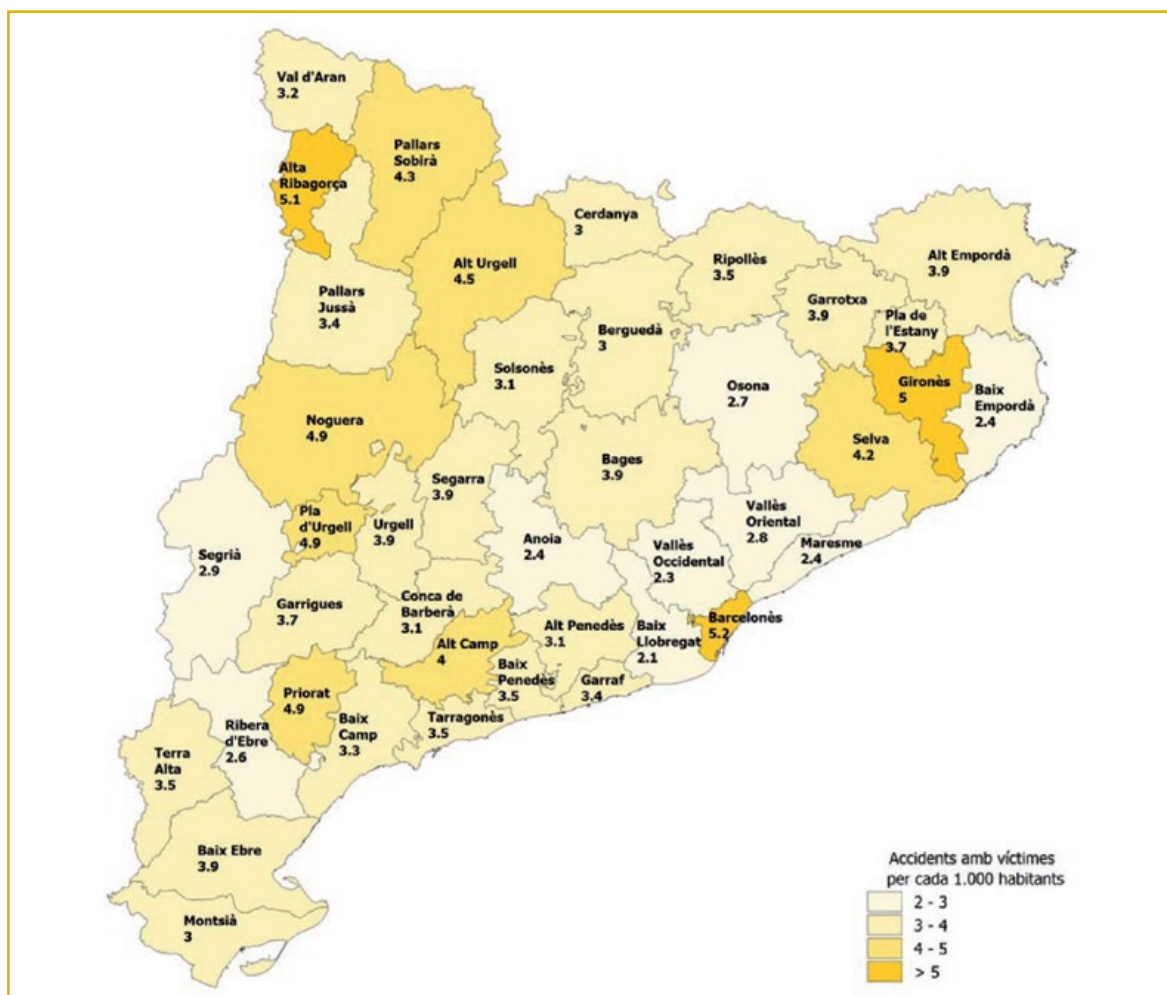 Val d'Aran
3.2
Pallars
Sobirà
4.3
Alta
Ribagorça
5.1
Cerdanya
3
Alt Urgell
4.5
Ripollès
3.5
Alt Empordà
3.9
Pallars
Jussà
3.4
Garrotxa
3.9
Pla de
l'Estany
3.7
Berguedà
3
Solsonès
3.1
Osona
2.7
Gironès
5
Baix
Empordà
2.4
Noguera
4.9
Selva
4.2
Bages
3.9
Segarra
3.9
Pla
d'Urgell
4.9
Urgell
3.9
Anoia
2.4
Vallès
Oriental
2.8
Maresme
2.4
Vallès
Occidental
2.3
Segrià
2.9
Garrigues
3.7
Conca de
Barberà
3.1
Alt Camp
4
Alt Penedès
3.1
Baix
Llobregat
2.1
Barcelonès
5.2
Baix
Penedès
3.5
Garraf
3.4
Priorat
4.9
Ribera
d'Ebre
2.6
Baix
Camp
3.3
Tarragonès
3.5
Terra
Alta
3.5
Baix Ebre
3.9
Montsià
3
Accidents amb víctimes
per cada 1.000 habitants
2 - 3
3 - 4
4 - 5
> 5